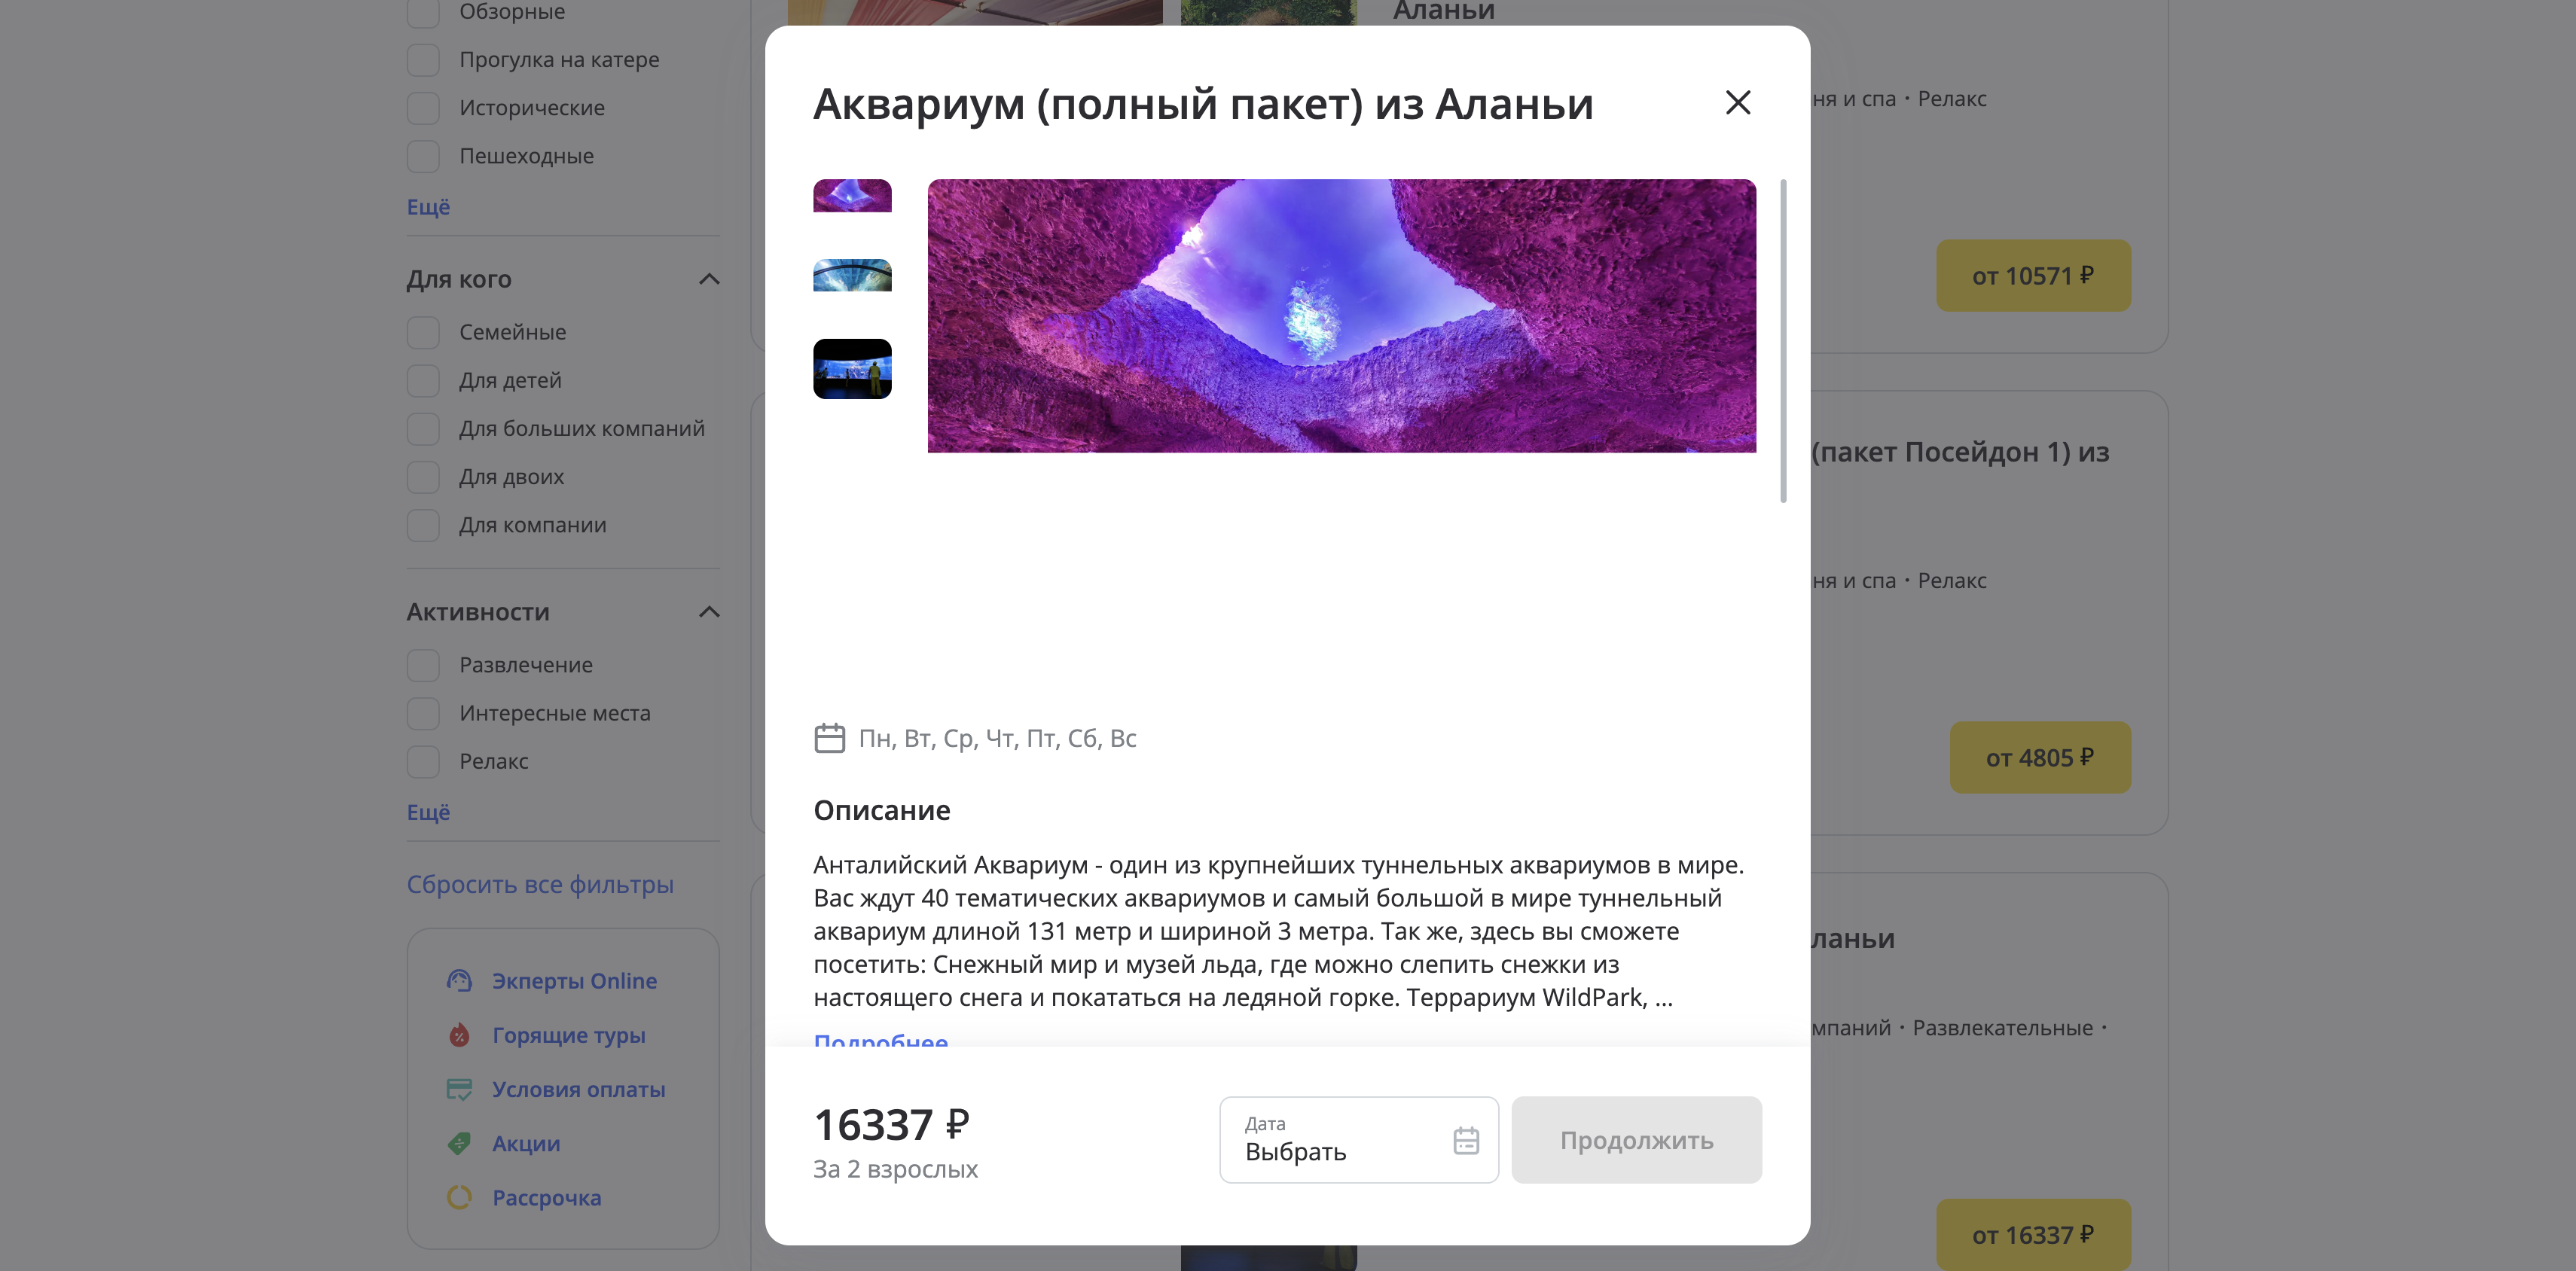 Обзорные
Прогулка на катере
Исторические
Пешеходные
Ещё
Для кого
Семейные
Для детей
Для больших компаний
Для двоих
Для компании
Активности
Развлечение
Интересные места
Релакс
Ещё
Сбросить все фильтры
Эксперты Online
Горящие туры
Условия оплаты
Акции
Рассрочка
Аланьи
Аквариум (полный пакет) из Аланьи
Пн, Вт, Ср, Чт, Пт, Сб, Вс
Описание
Анталийский Аквариум - один из крупнейших туннельных аквариумов в мире.
Вас ждут 40 тематических аквариумов и самый большой в мире туннельный
аквариум длиной 131 метр и шириной 3 метра. Так же, здесь вы сможете
посетить: Снежный мир и музей льда, где можно слепить снежки из
настоящего снега и покататься на ледяной горке. Террариум WildPark, ...
Подробнее
16337 ₽
За 2 взрослых
Дата
Выбрать
Продолжить
ня и спа · Релакс
от 10571 ₽
(пакет Посейдон 1) из
ня и спа · Релакс
от 4805 ₽
ланьи
мпаний · Развлекательные ·
от 16337 ₽